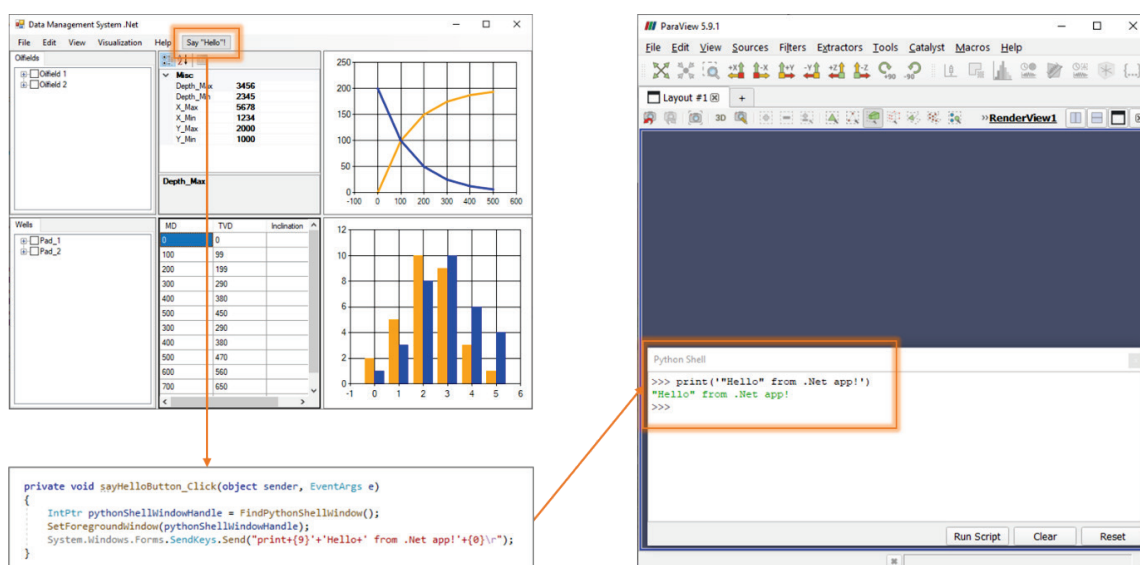 Data Management System .Net
File Edit View Visualization Help Say "Hello"!
Oilfields
Oilfield 1
Oilfield 2
Misc
Depth_Max 3456
Depth_Min 2345
X_Max 5678
X_Min 1234
Y_Max 2000
Y_Min 1000
Depth_Max
250
200
150
100
50
0
-100 0 100 200 300 400 500 600
Wells
Pad_1
Pad_2
MD TVD Inclination
0 0
100 99
200 199
300 290
400 380
500 450
300 290
400 380
500 470
600 560
700 650
12
10
8
6
4
2
0
-1 0 1 2 3 4 5 6
private void sayHelloButton_Click(object sender, EventArgs e)
{
IntPtr pythonShellWindowHandle = FindPythonShellWindow();
SetForegroundWindow(pythonShellWindowHandle);
System.Windows.Forms.SendKeys.Send("print+{9}'+'Hello+' from .Net app!'+{0}\r");
}
ParaView 5.9.1
File Edit View Sources Filters Extractors Tools Catalyst Macros Help
+X -X +Y -Y +Z -Z +90 -90
Layout #1 +
3D »RenderView1
Python Shell
>>> print('"Hello" from .Net app!')
"Hello" from .Net app!
>>>
Run Script Clear Reset